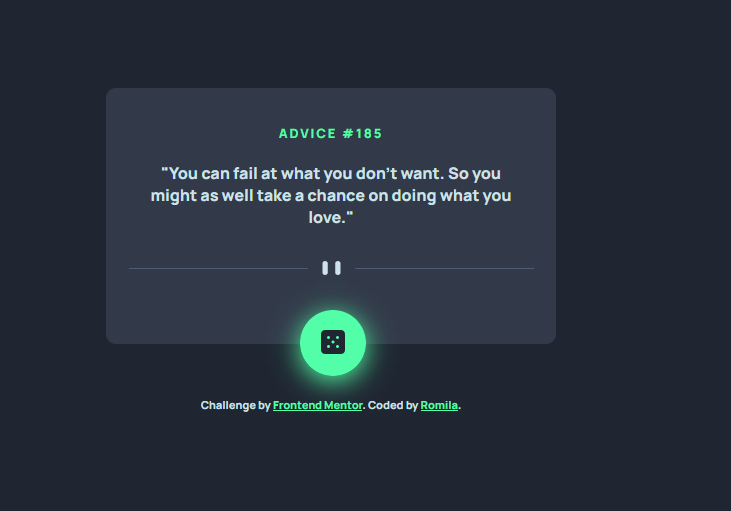 ADVICE #185
"You can fail at what you don't want. So you
might as well take a chance on doing what you
love."
Challenge by Frontend Mentor. Coded by Romila.